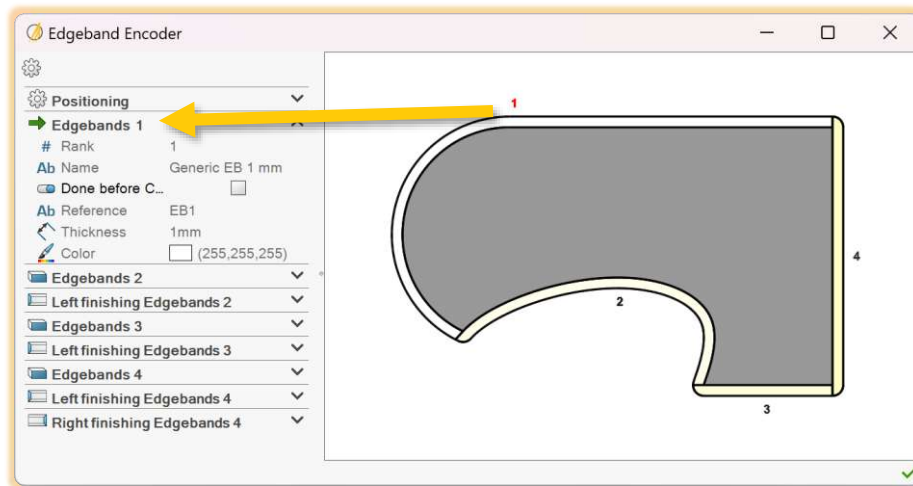 Edgeband Encoder
Positioning
Edgebands 1
# Rank 1
Ab Name Generic EB 1 mm
Done before C...
Ab Reference EB1
Thickness 1mm
Color (255,255,255)
Edgebands 2
Left finishing Edgebands 2
Edgebands 3
Left finishing Edgebands 3
Edgebands 4
Left finishing Edgebands 4
Right finishing Edgebands 4
1
4
2
3